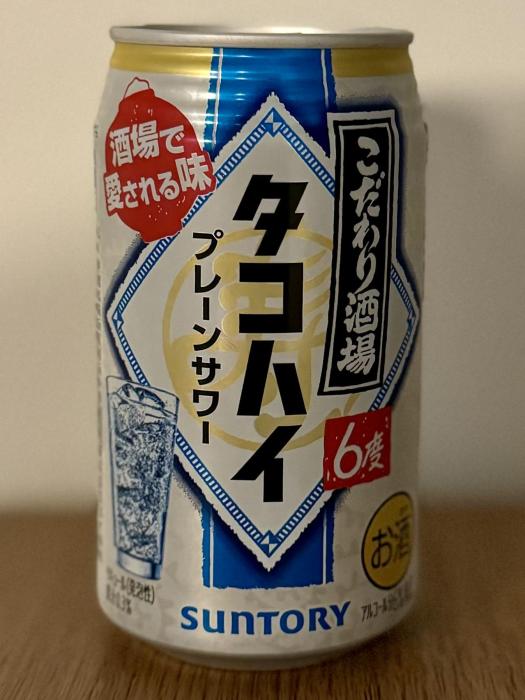 酒場で
愛される味
こだわり酒場
タコハイ
プレーンサワー
6度
お酒
SUNTORY